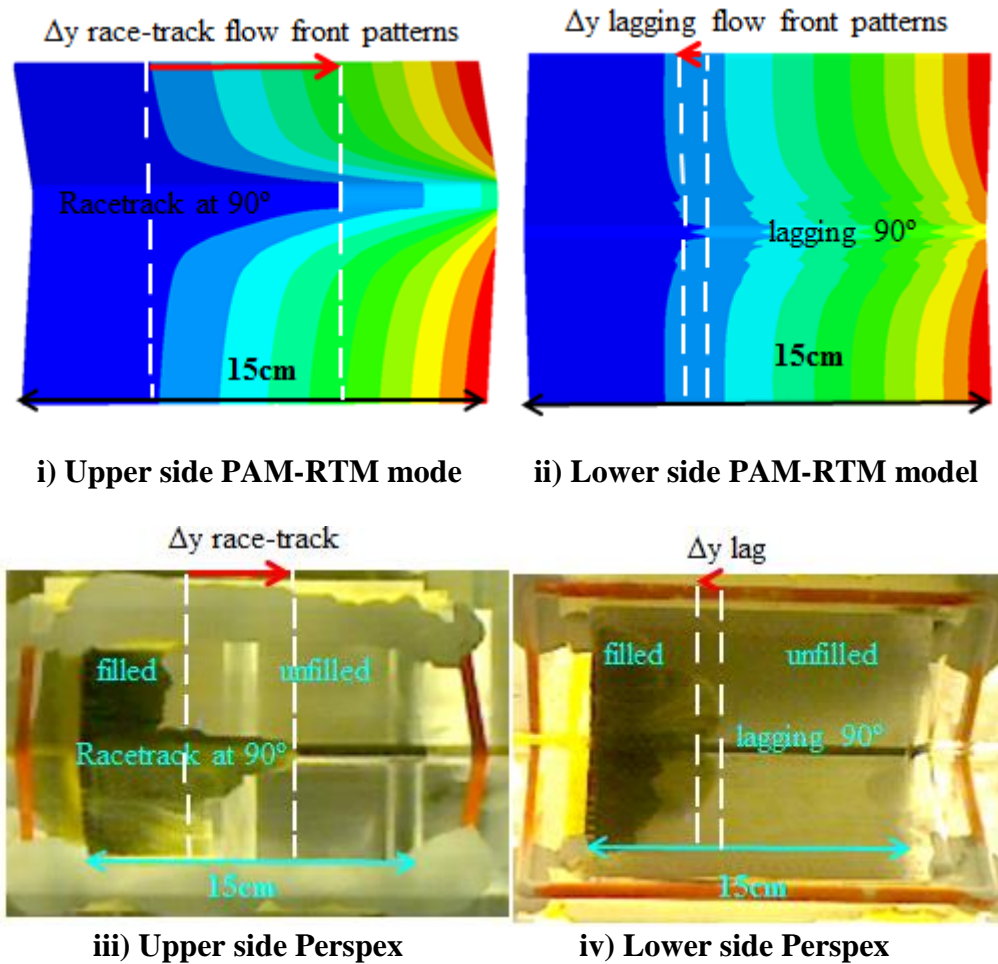 Δy race-track flow front patterns
Racetrack at 90°
15cm
i) Upper side PAM-RTM mode
Δy lagging flow front patterns
lagging 90°
15cm
ii) Lower side PAM-RTM model
Δy race-track
filled
unfilled
Racetrack at 90°
15cm
iii) Upper side Perspex
Δy lag
filled
unfilled
lagging 90°
15cm
iv) Lower side Perspex